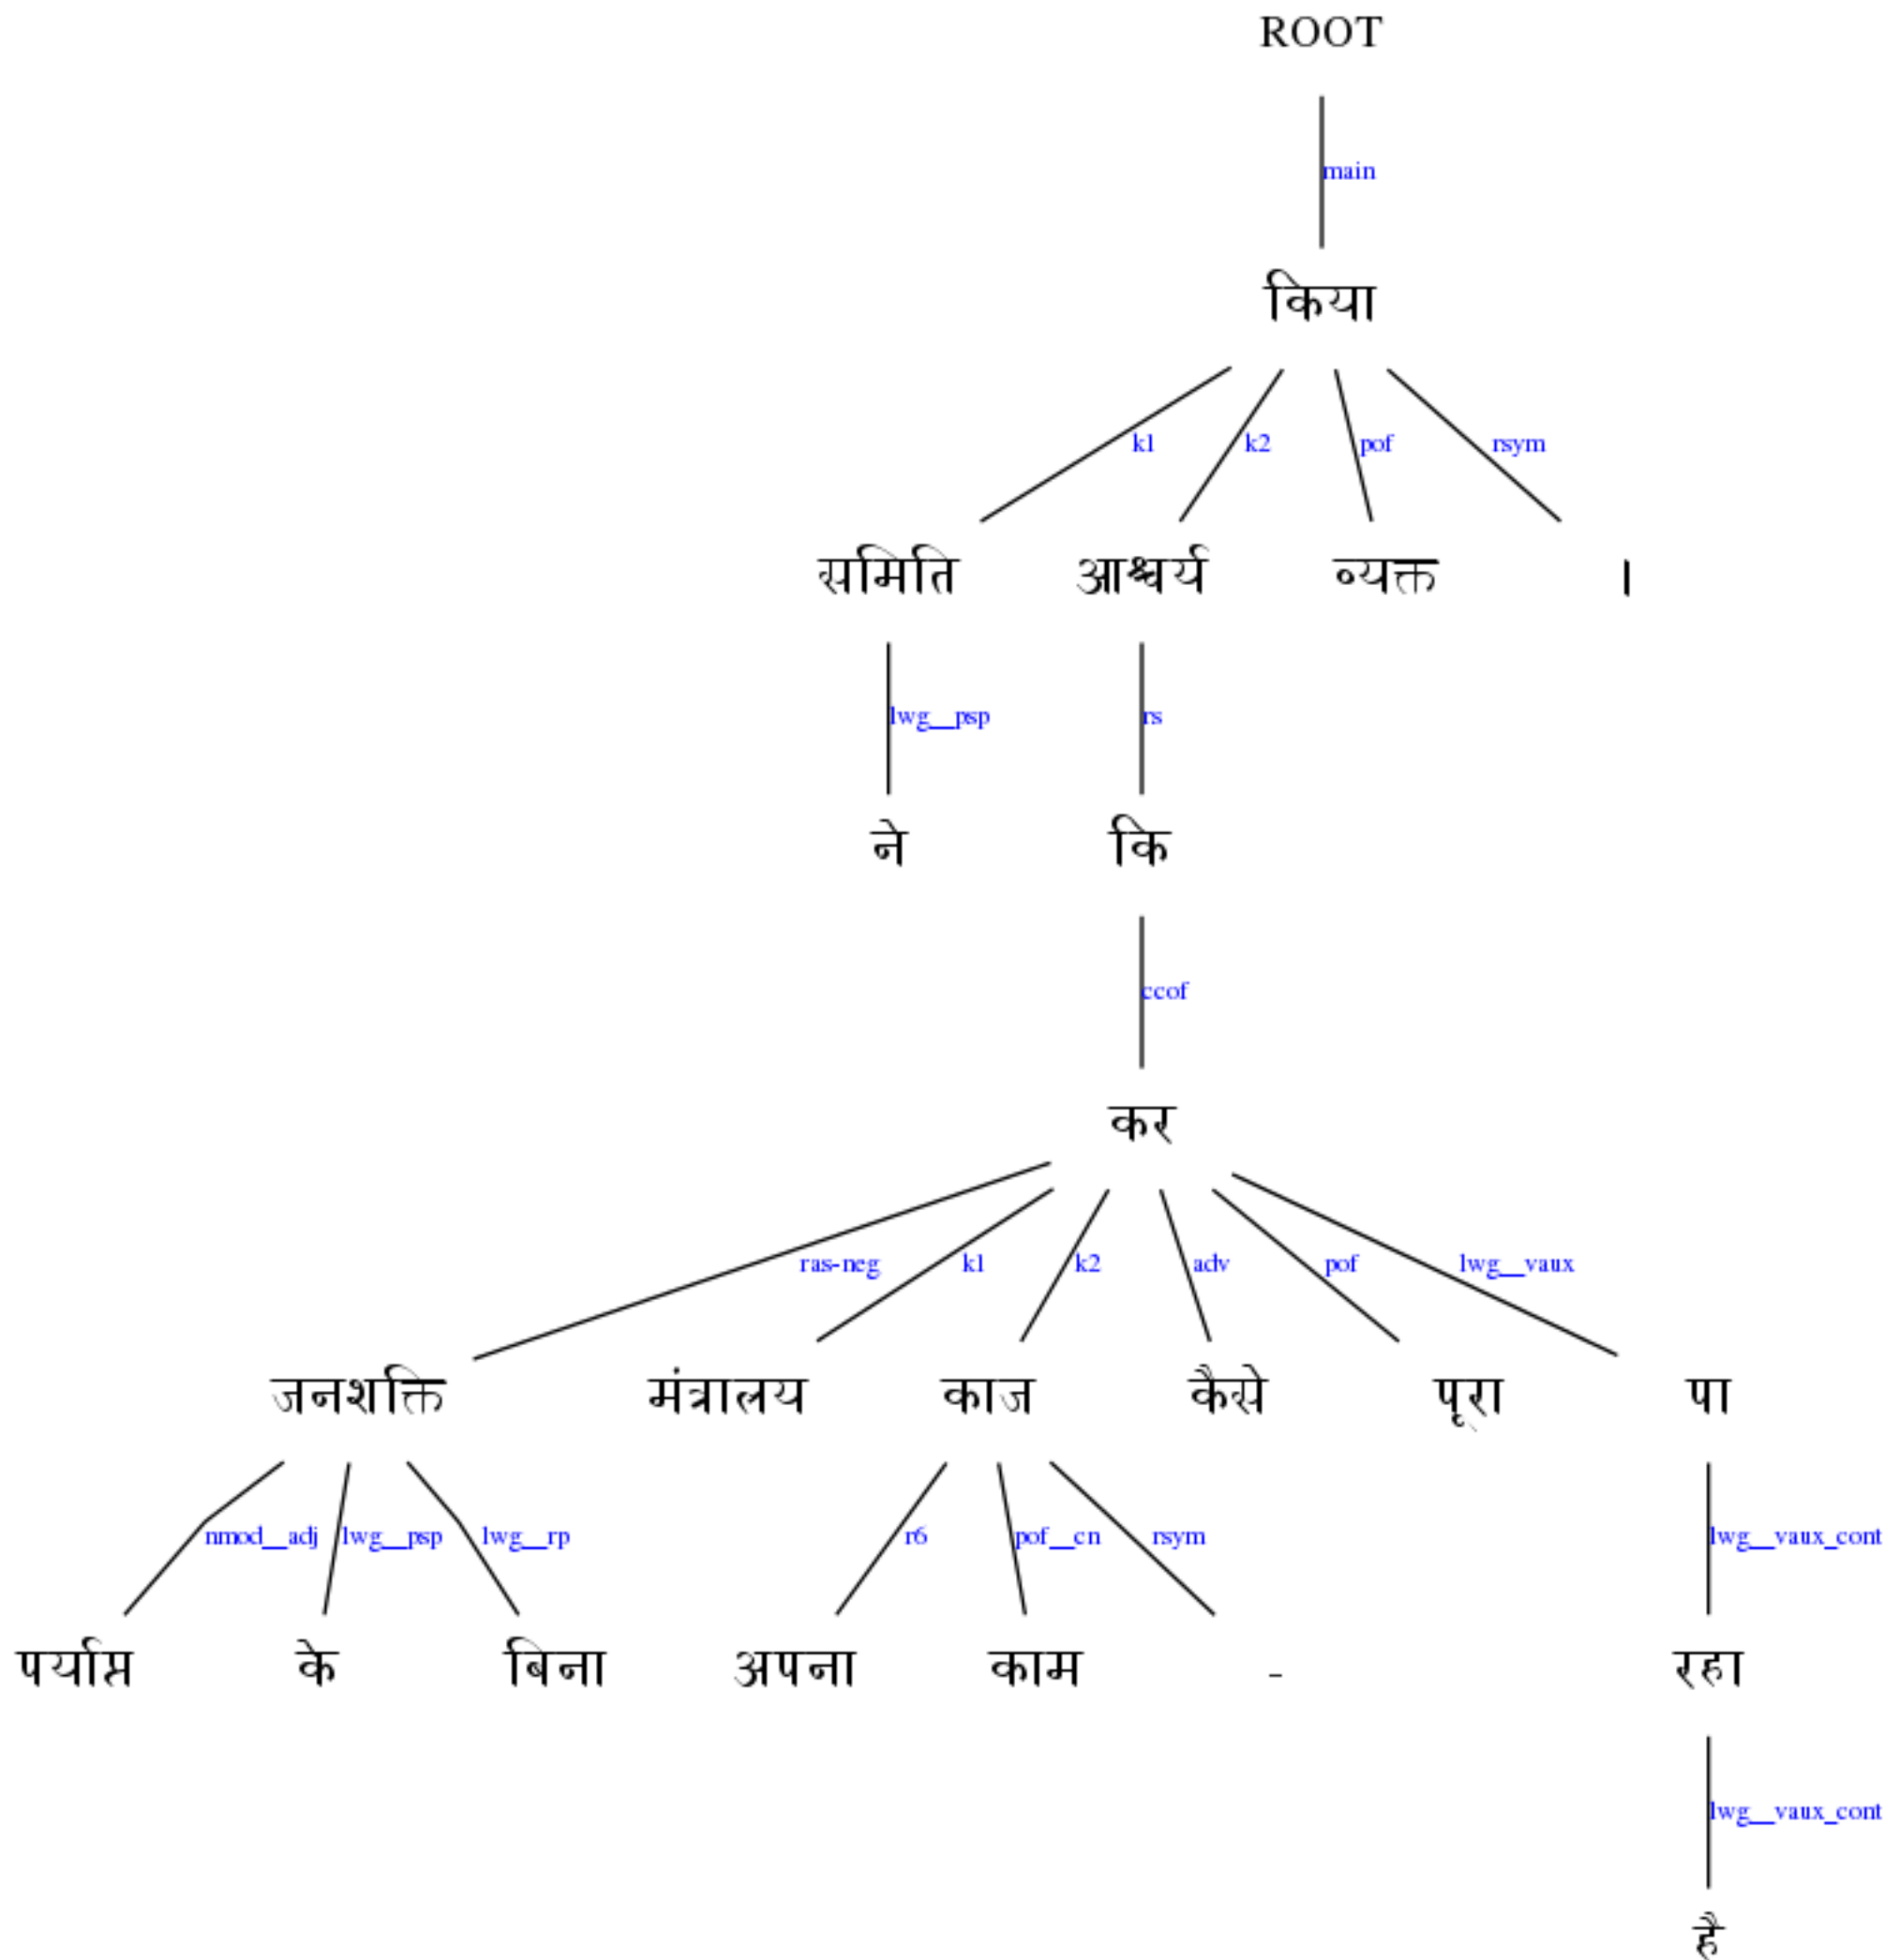 ROOT
main
किया
k1 k2 pof rsym
समिति आश्चर्य व्यक्त ।
lwg__psp rs
ने कि
ccof
कर
ras-neg k1 k2 adv pof lwg__vaux
जनशक्ति मंत्रालय काज कैसे पूरा पा
nmod__adj lwg__psp lwg__rp r6 pof__cn rsym lwg__vaux_cont
पर्याप्त के बिना अपना काम - रहा
lwg__vaux_cont
है